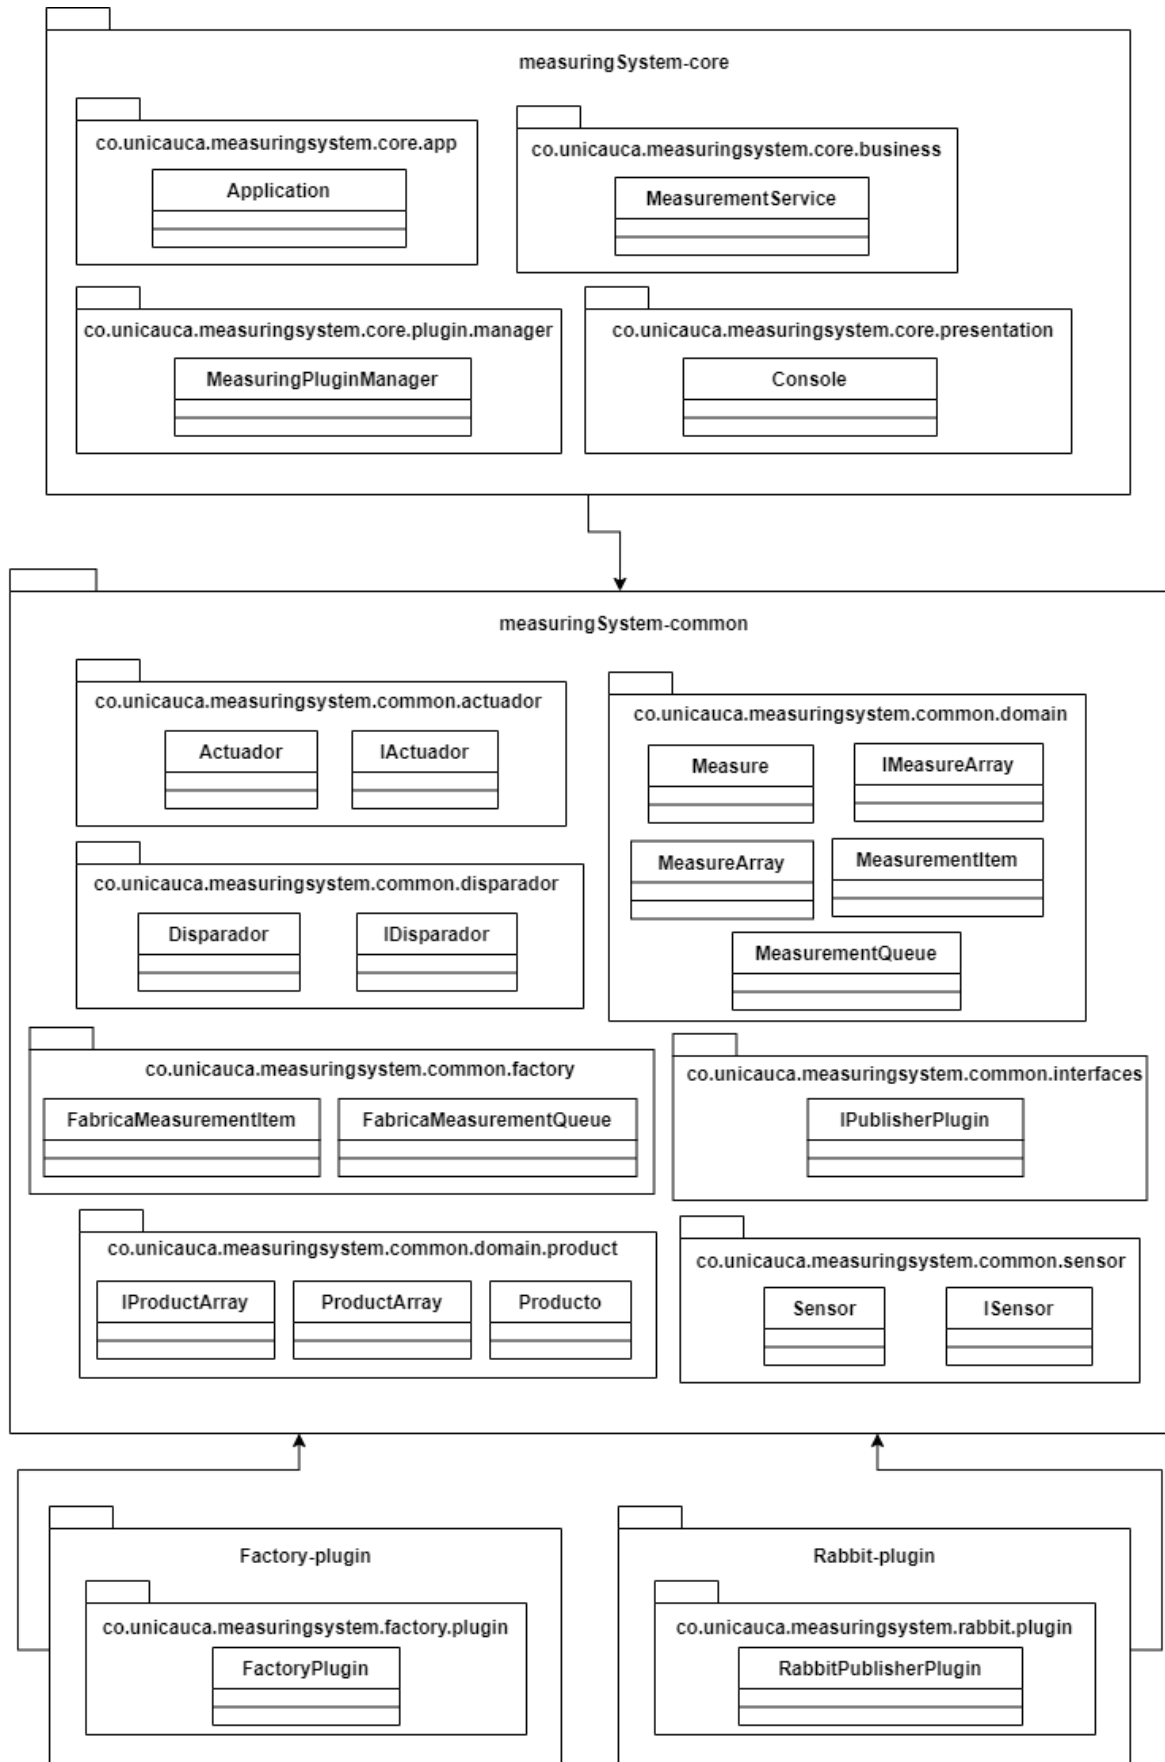 measuringSystem-core
co.unicauca.measuringsystem.core.app
Application
co.unicauca.measuringsystem.core.business
MeasurementService
co.unicauca.measuringsystem.core.plugin.manager
MeasuringPluginManager
co.unicauca.measuringsystem.core.presentation
Console
measuringSystem-common
co.unicauca.measuringsystem.common.actuador
Actuador
IActuador
co.unicauca.measuringsystem.common.domain
Measure
IMeasureArray
MeasureArray
MeasurementItem
MeasurementQueue
co.unicauca.measuringsystem.common.disparador
Disparador
IDisparador
co.unicauca.measuringsystem.common.factory
FabricaMeasurementItem
FabricaMeasurementQueue
co.unicauca.measuringsystem.common.interfaces
IPublisherPlugin
co.unicauca.measuringsystem.common.domain.product
IProductArray
ProductArray
Producto
co.unicauca.measuringsystem.common.sensor
Sensor
ISensor
Factory-plugin
co.unicauca.measuringsystem.factory.plugin
FactoryPlugin
Rabbit-plugin
co.unicauca.measuringsystem.rabbit.plugin
RabbitPublisherPlugin